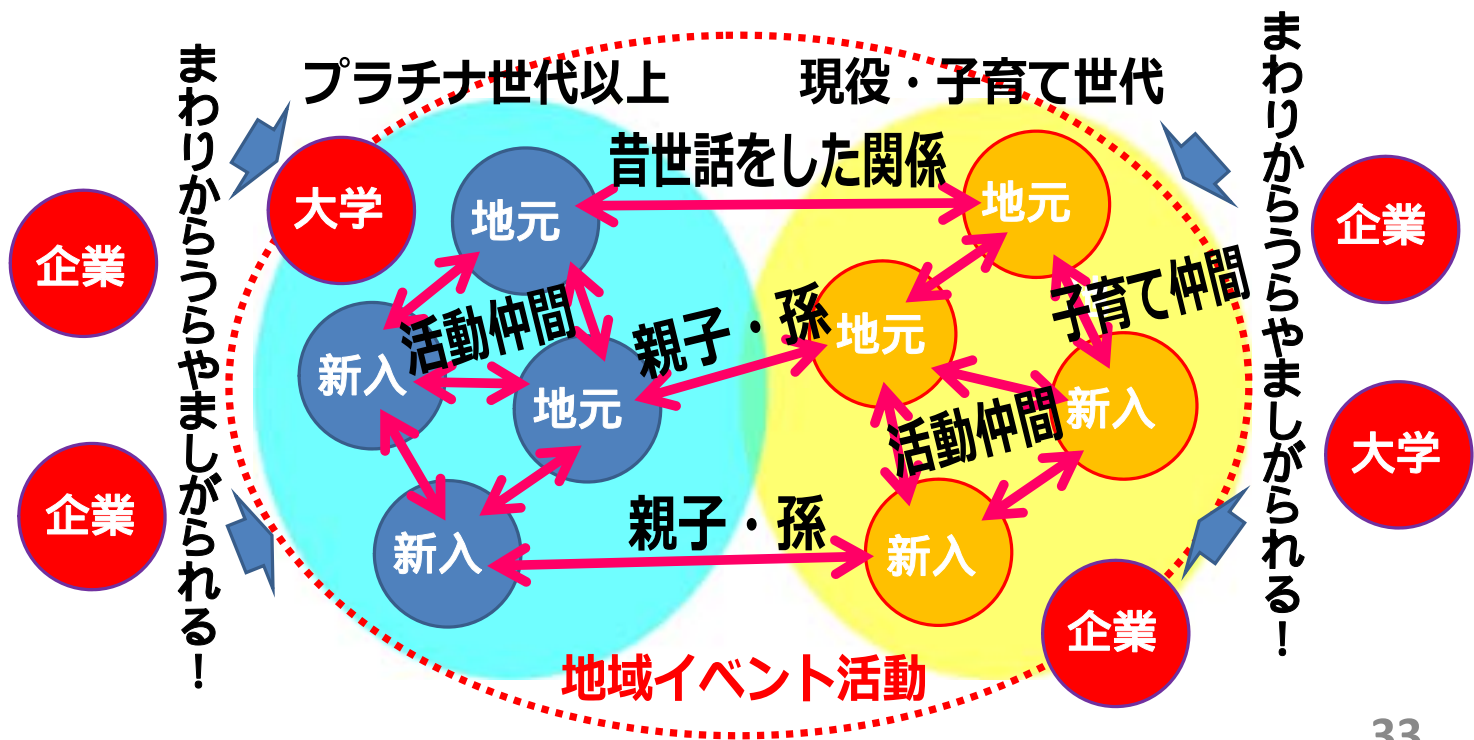 まわりからうらやましがられる！
プラチナ世代以上
現役・子育て世代
まわりからうらやましがられる！
昔世話をした関係
大学
地元
地元
企業
企業
活動仲間
親子・孫
地元
子育て仲間
新入
地元
新入
活動仲間
企業
大学
親子・孫
新入
新入
企業
地域イベント活動
33